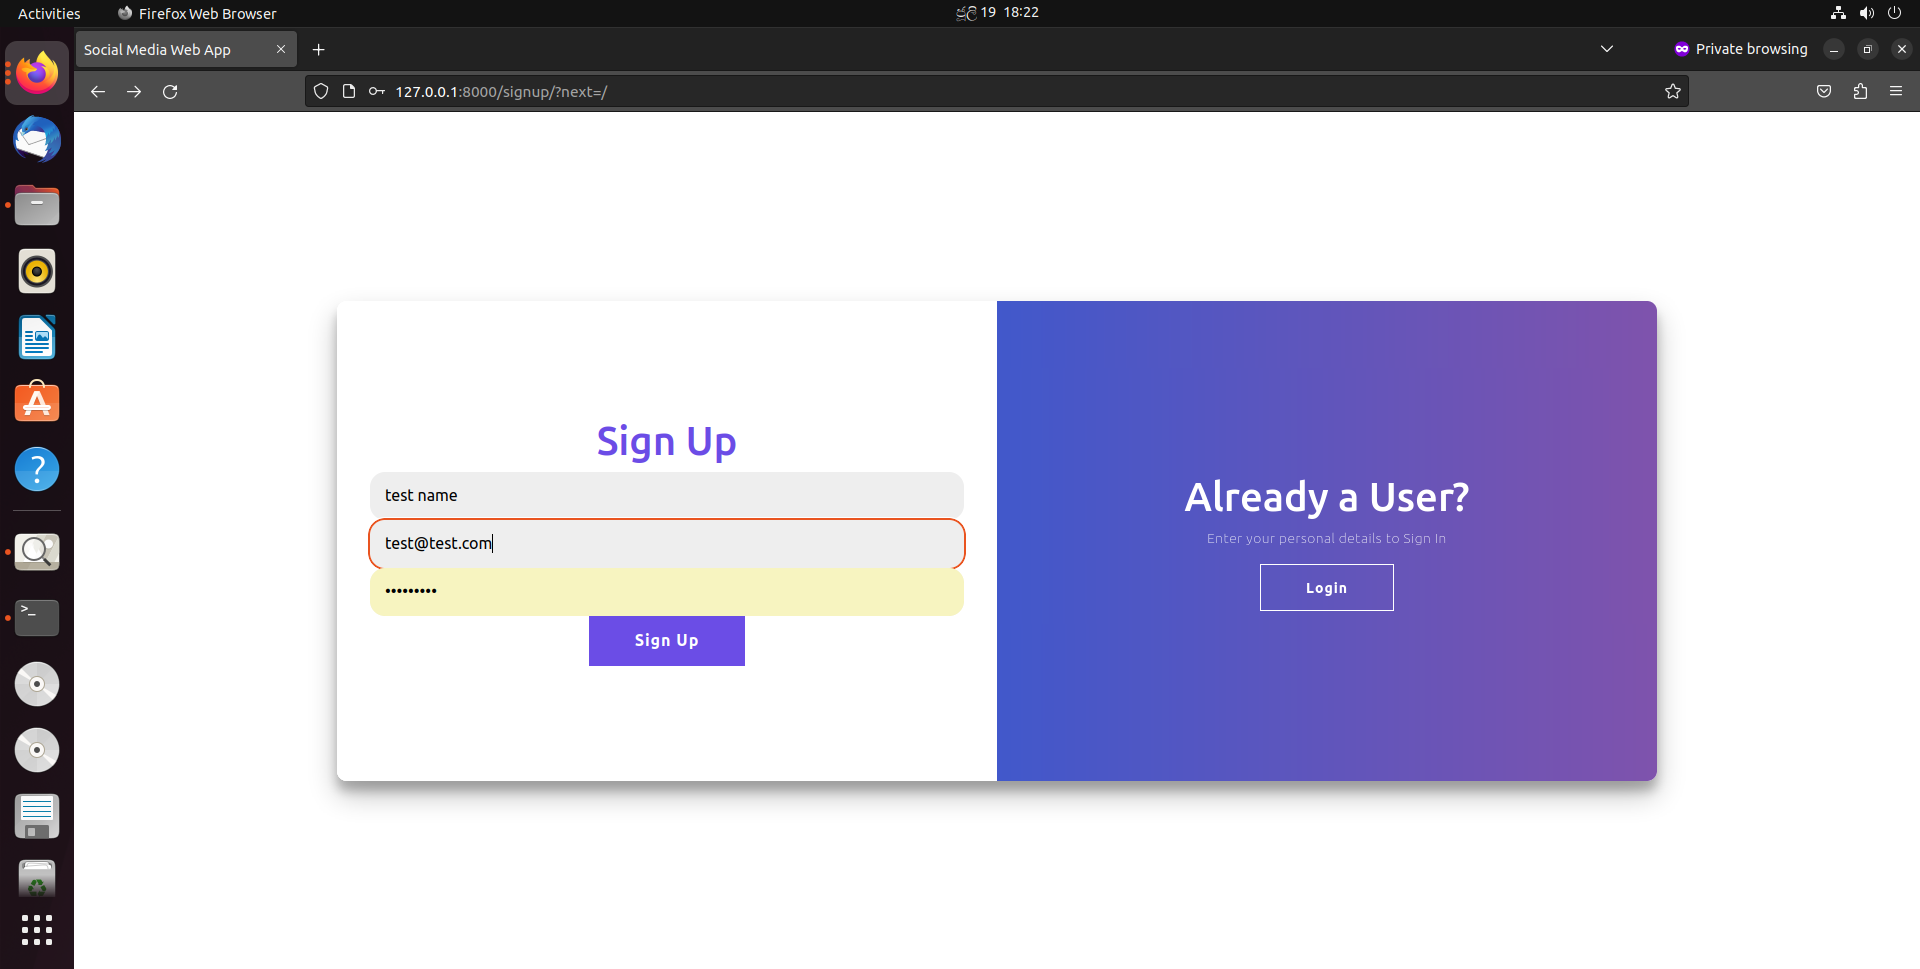 Activities
Firefox Web Browser
ජූලි 19 18:22
Social Media Web App
Private browsing
127.0.0.1:8000/signup/?next=/
Sign Up
test name
test@test.com
•••••••••
Sign Up
Already a User?
Enter your personal details to Sign In
Login